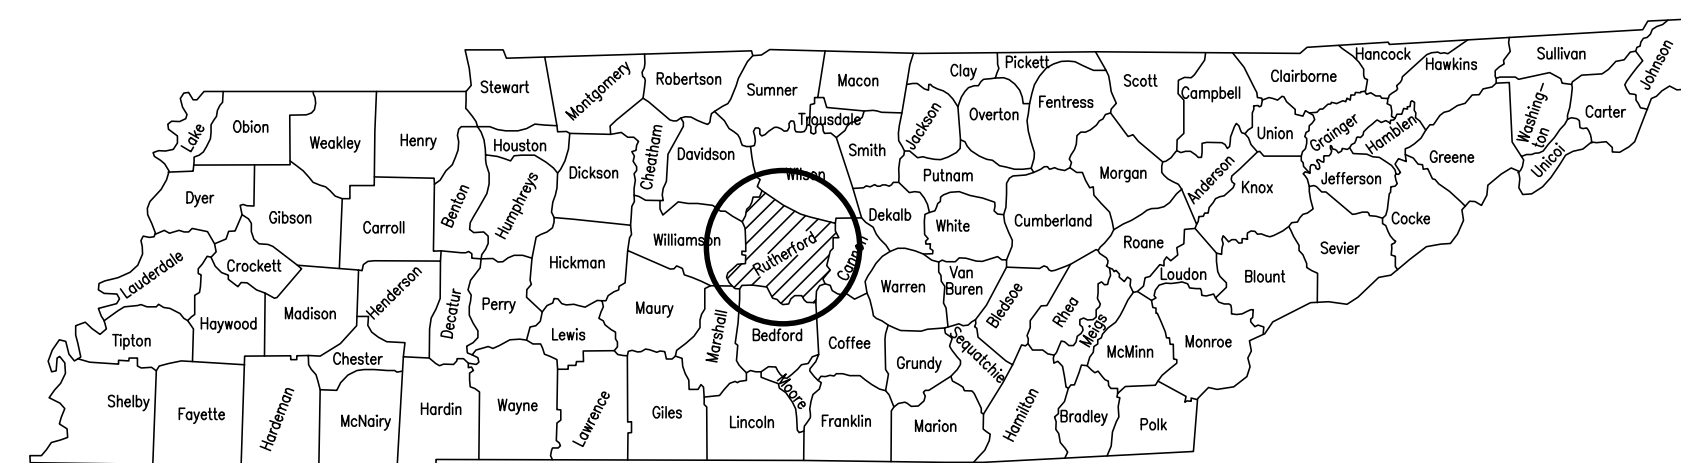 Hancock
Sullivan
Johnson
Pickett
Hawkins
Clay
Clairborne
Robertson
Macon
Scott
Stewart
Montgomery
Sumner
Campbell
Fentress
Overton
Carter
Washing-
ton
Trousdale
Jackson
Lake
Obion
Weakley
Henry
Houston
Cheatham
Davidson
Smith
Union
Grainger
Hamblen
Greene
Unicoi
Dickson
Wilson
Putnam
Morgan
Anderson
Knox
Jefferson
Dyer
Gibson
Carroll
Benton
Humphreys
Dekalb
White
Cumberland
Cocke
Williamson
Rutherford
Cannon
Roane
Sevier
Lauderdale
Crockett
Hickman
Loudon
Blount
Henderson
Warren
Van
Buren
Bledsoe
Rhea
Meigs
Haywood
Madison
Decatur
Perry
Maury
Tipton
Lewis
Marshall
Bedford
Coffee
Monroe
McMinn
Chester
Grundy
Sequatchie
Shelby
Fayette
Hardeman
McNairy
Hardin
Wayne
Lawrence
Giles
Moore
Lincoln
Franklin
Marion
Hamilton
Bradley
Polk